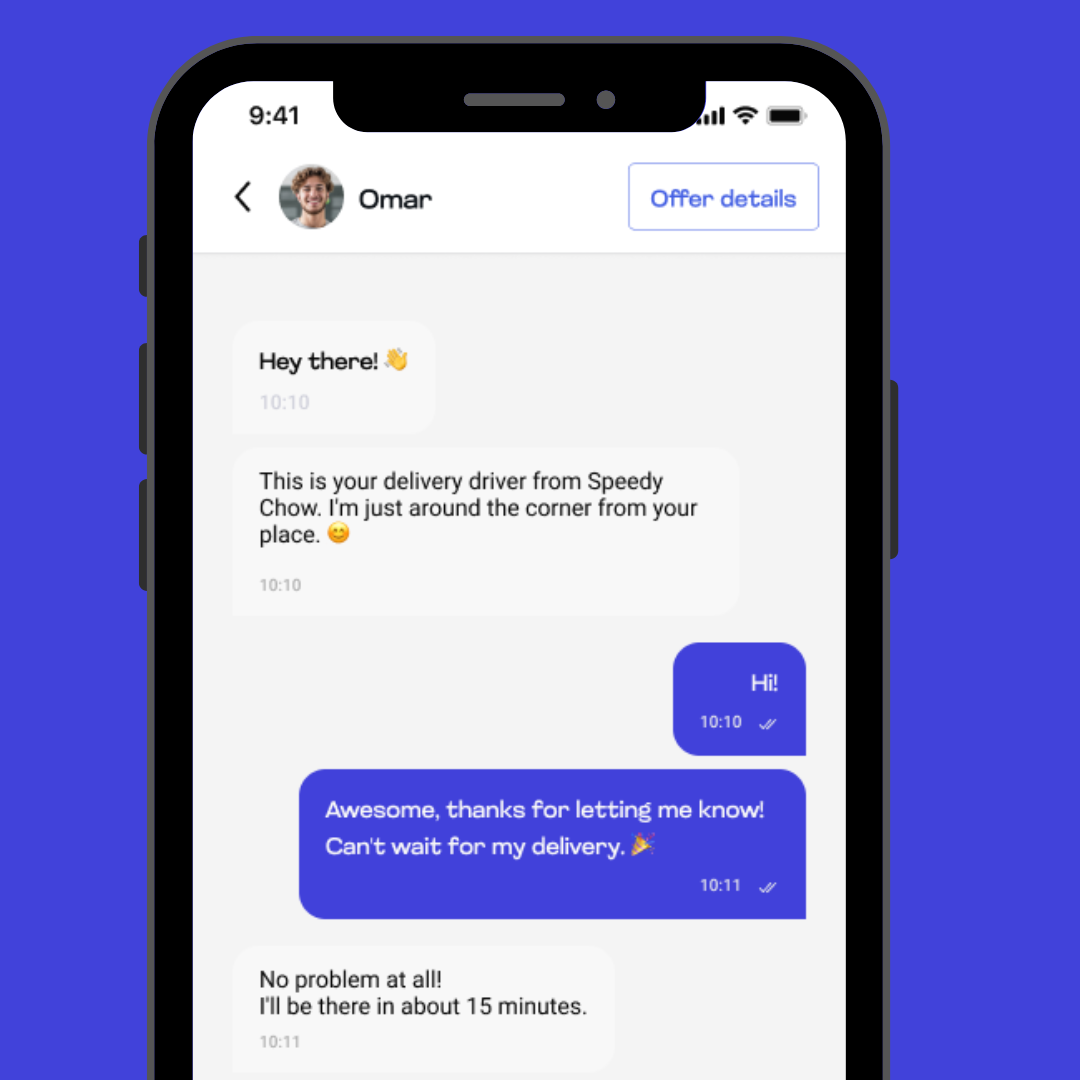 9:41
Omar
Offer details
Hey there! 👋
10:10
This is your delivery driver from Speedy
Chow. I'm just around the corner from your
place. 😊
10:10
Hi!
10:10
Awesome, thanks for letting me know!
Can't wait for my delivery. 🎉
10:11
No problem at all!
I'll be there in about 15 minutes.
10:11